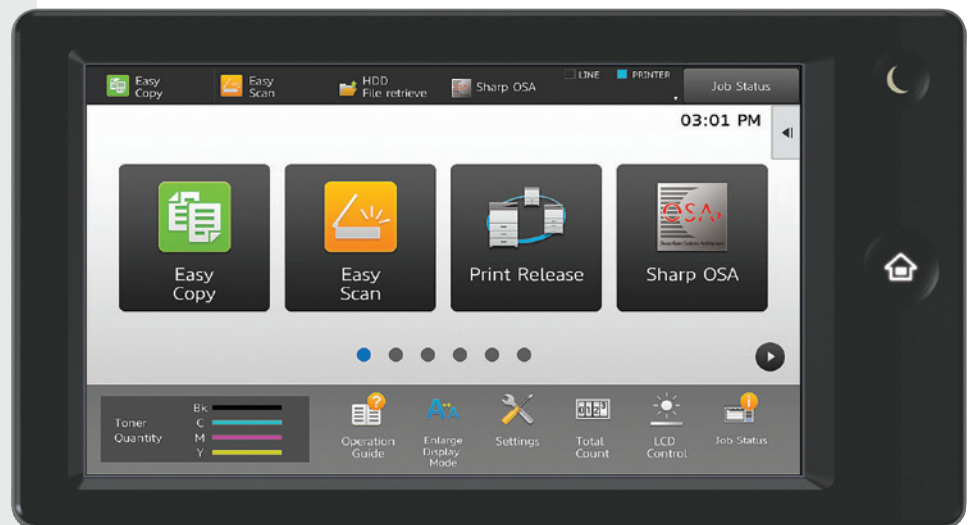 Easy
Copy
Easy
Scan
HDD
File retrieve
Sharp OSA
LINE
PRINTER
Job Status
03:01 PM
Easy
Copy
Easy
Scan
Print Release
OSA
Sharp OSA
Toner
Quantity
Bk
C
M
Y
Operation
Guide
A A
Enlarge
Display
Mode
Settings
012
Total
Count
LCD
Control
Job Status